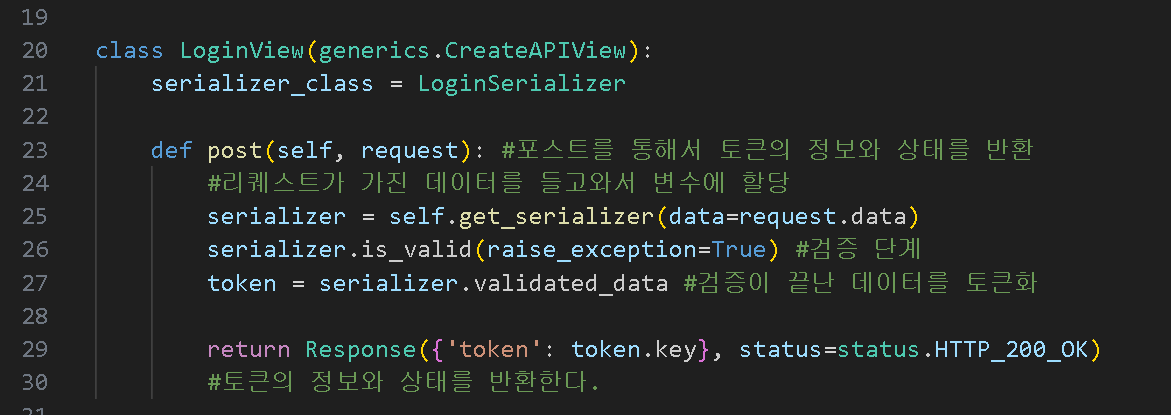 19
20 class LoginView(generics.CreateAPIView):
21     serializer_class = LoginSerializer
22
23     def post(self, request): #포스트를 통해서 토큰의 정보와 상태를 반환
24         #리퀘스트가 가진 데이터를 들고와서 변수에 할당
25         serializer = self.get_serializer(data=request.data)
26         serializer.is_valid(raise_exception=True) #검증 단계
27         token = serializer.validated_data #검증이 끝난 데이터를 토큰화
28
29         return Response({'token': token.key}, status=status.HTTP_200_OK)
30         #토큰의 정보와 상태를 반환한다.
31